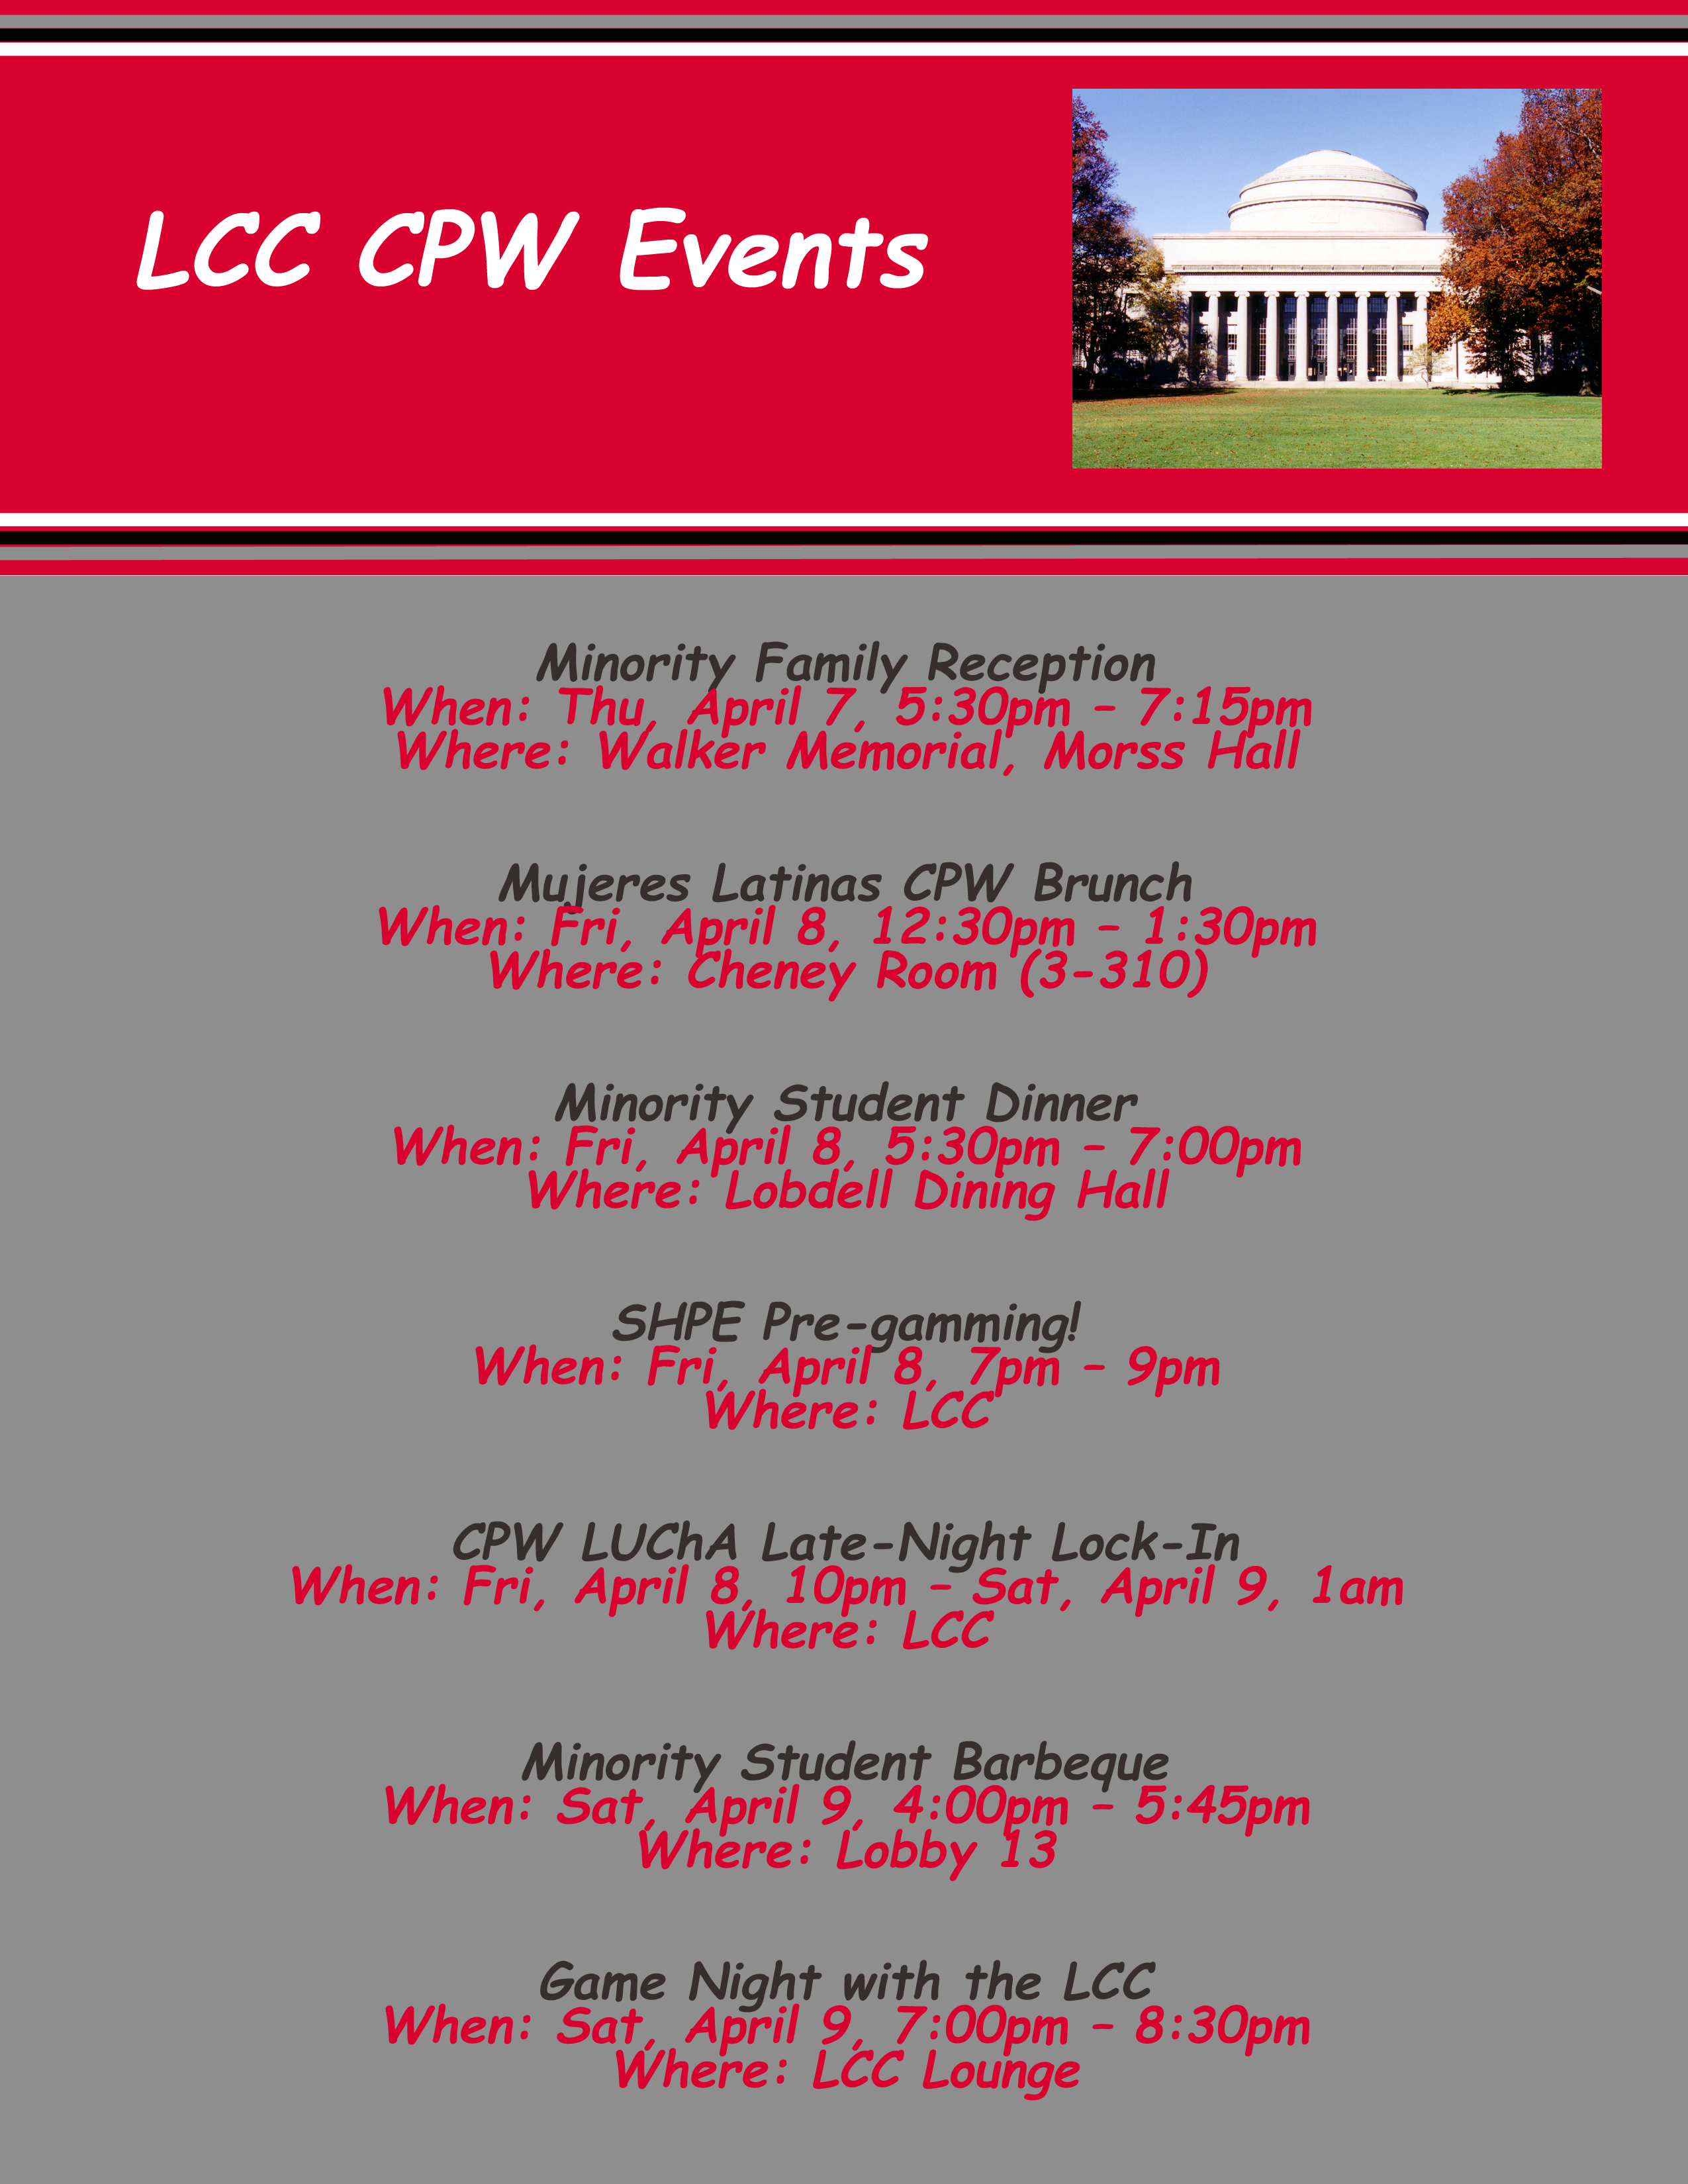 LCC CPW Events
Minority Family Reception
When: Thu, April 7, 5:30pm – 7:15pm
Where: Walker Memorial, Morss Hall
Mujeres Latinas CPW Brunch
When: Fri, April 8, 12:30pm – 1:30pm
Where: Cheney Room (3-310)
Minority Student Dinner
When: Fri, April 8, 5:30pm – 7:00pm
Where: Lobdell Dining Hall
SHPE Pre-gamming!
When: Fri, April 8, 7pm – 9pm
Where: LCC
CPW LUChA Late-Night Lock-In
When: Fri, April 8, 10pm – Sat, April 9, 1am
Where: LCC
Minority Student Barbeque
When: Sat, April 9, 4:00pm – 5:45pm
Where: Lobby 13
Game Night with the LCC
When: Sat, April 9, 7:00pm – 8:30pm
Where: LCC Lounge